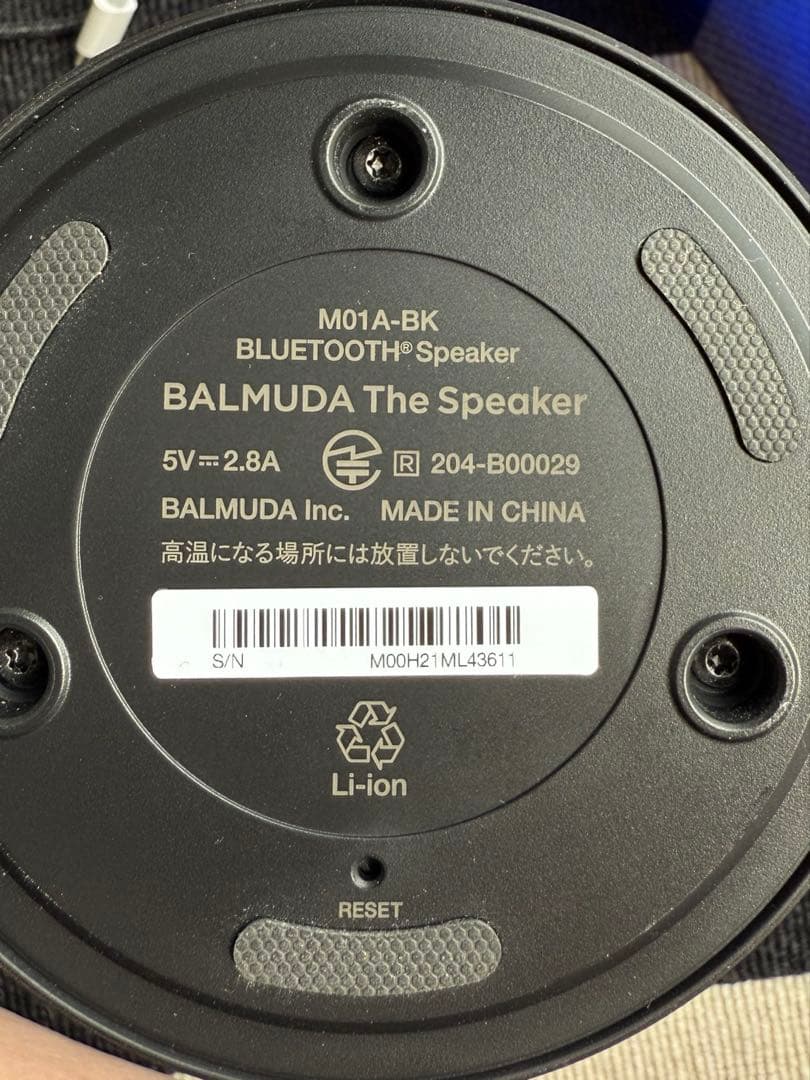 M01A-BK
BLUETOOTH® Speaker
BALMUDA The Speaker
5V⎓2.8A R 204-B00029
BALMUDA Inc. MADE IN CHINA
高温になる場所には放置しないでください。
S/N M00H21ML43611
Li-ion
RESET